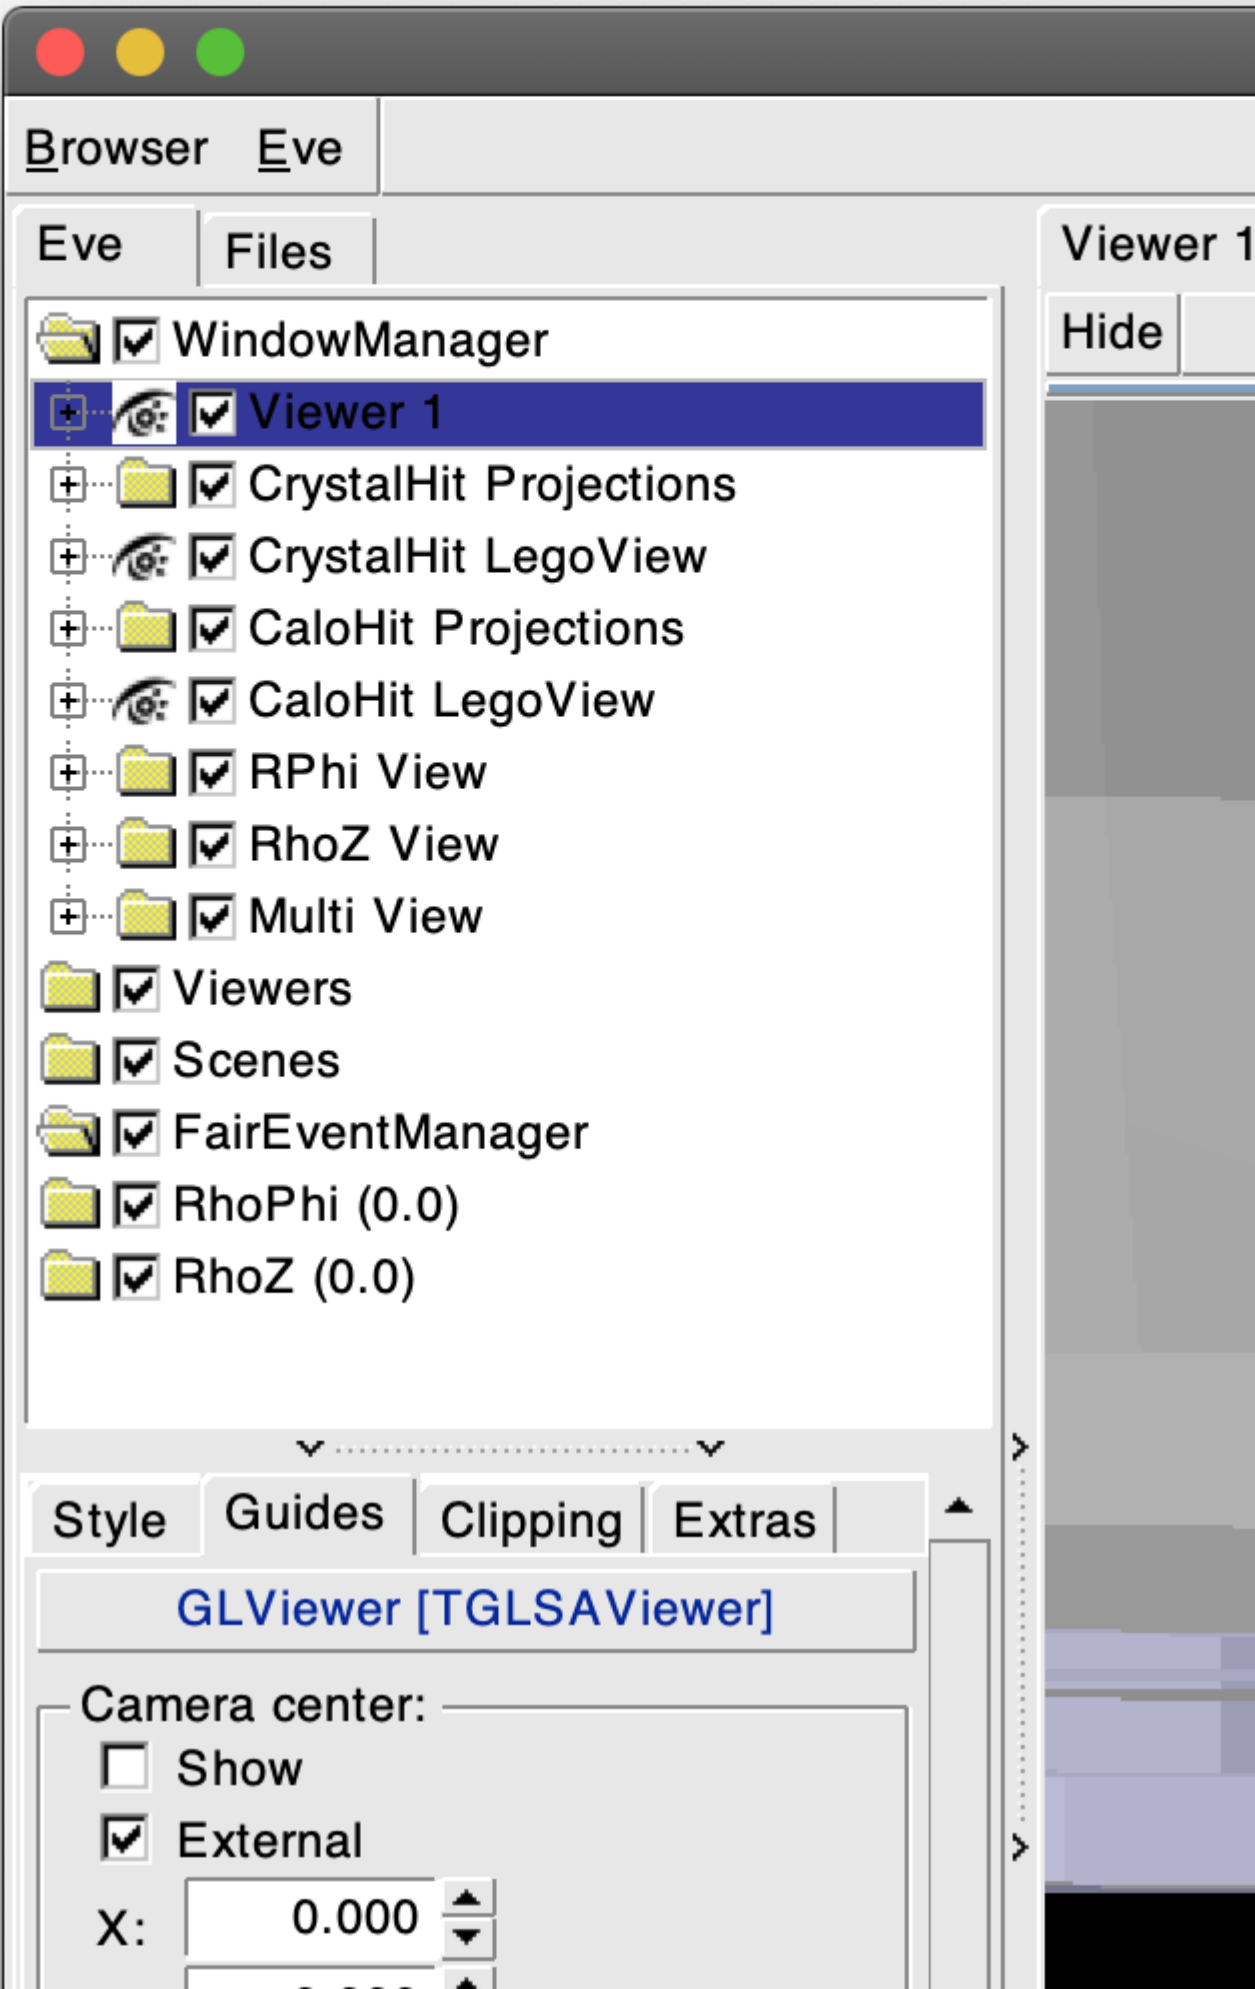 Browser Eve
Eve Files
Viewer 1
Hide
WindowManager
Viewer 1
CrystalHit Projections
CrystalHit LegoView
CaloHit Projections
CaloHit LegoView
RPhi View
RhoZ View
Multi View
Viewers
Scenes
FairEventManager
RhoPhi (0.0)
RhoZ (0.0)
Style Guides Clipping Extras
GLViewer [TGLSAViewer]
Camera center:
Show
External
X: 0.000